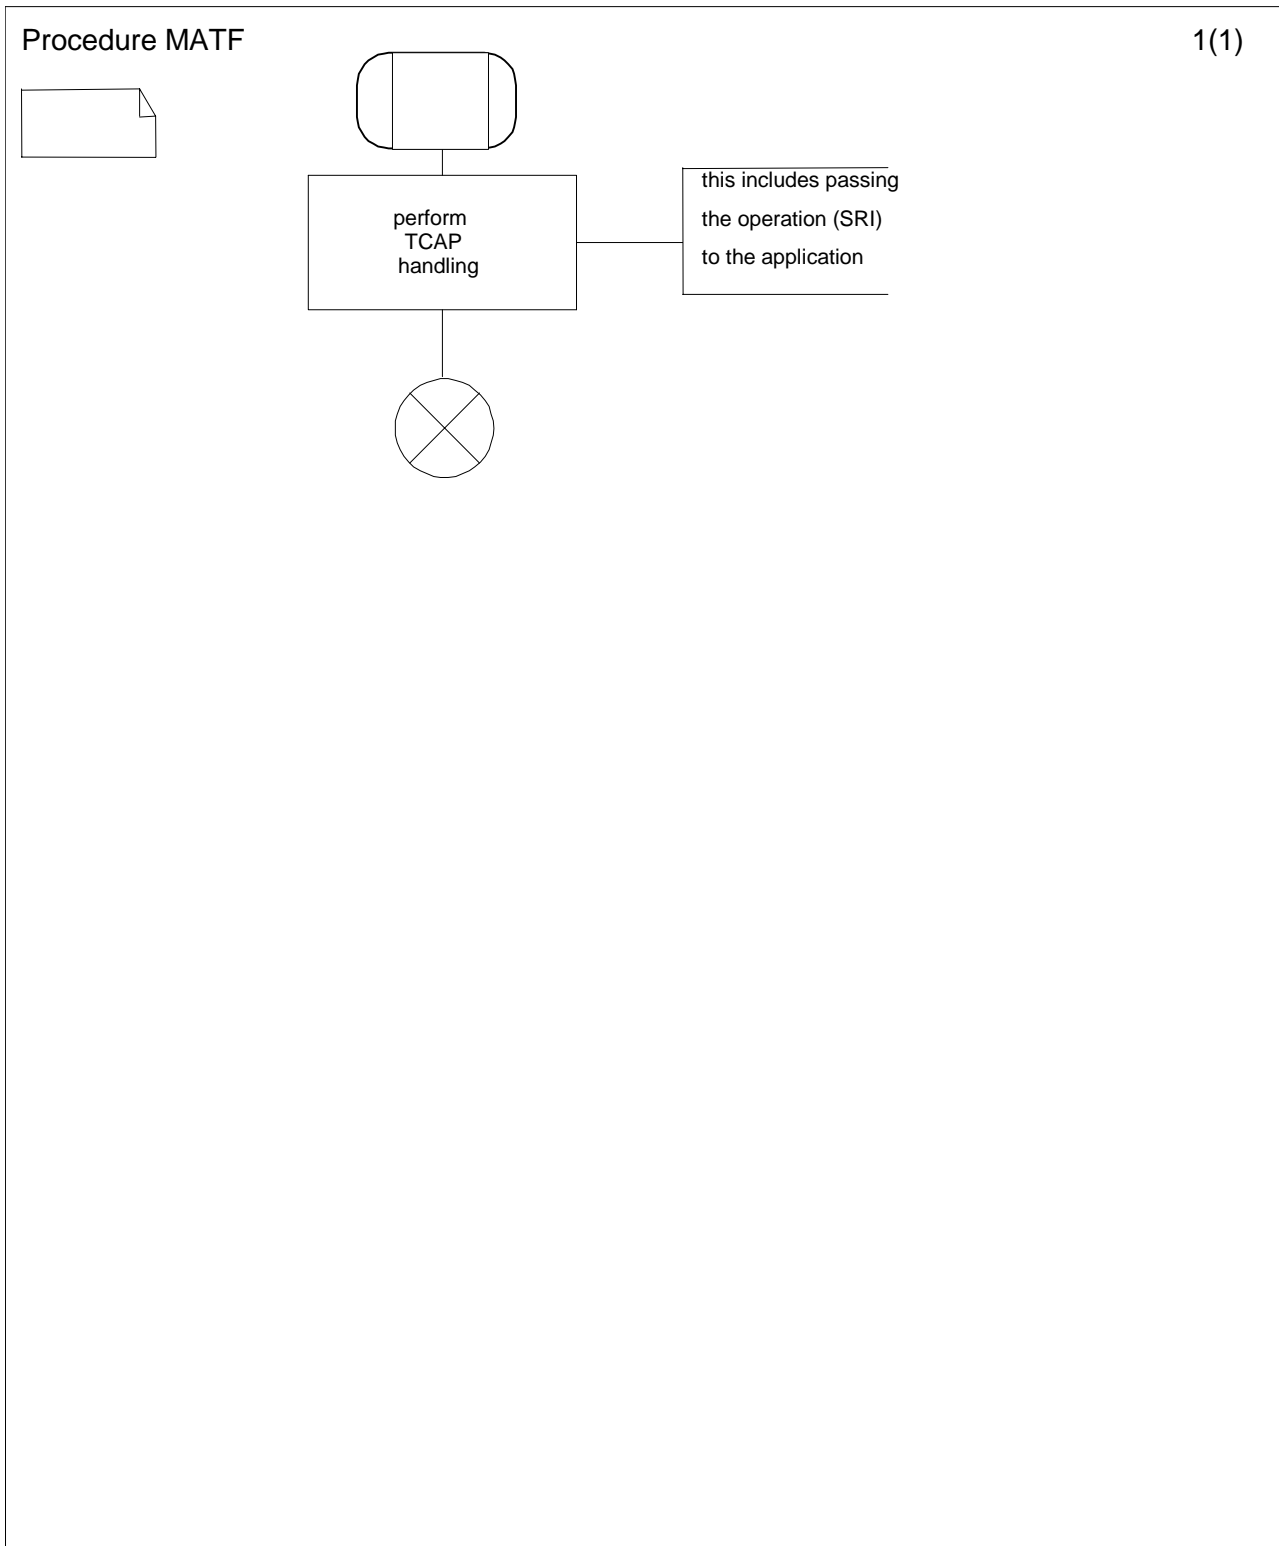 Procedure MATF
1(1)
perform
TCAP
handling
this includes passing
the operation (SRI)
to the application